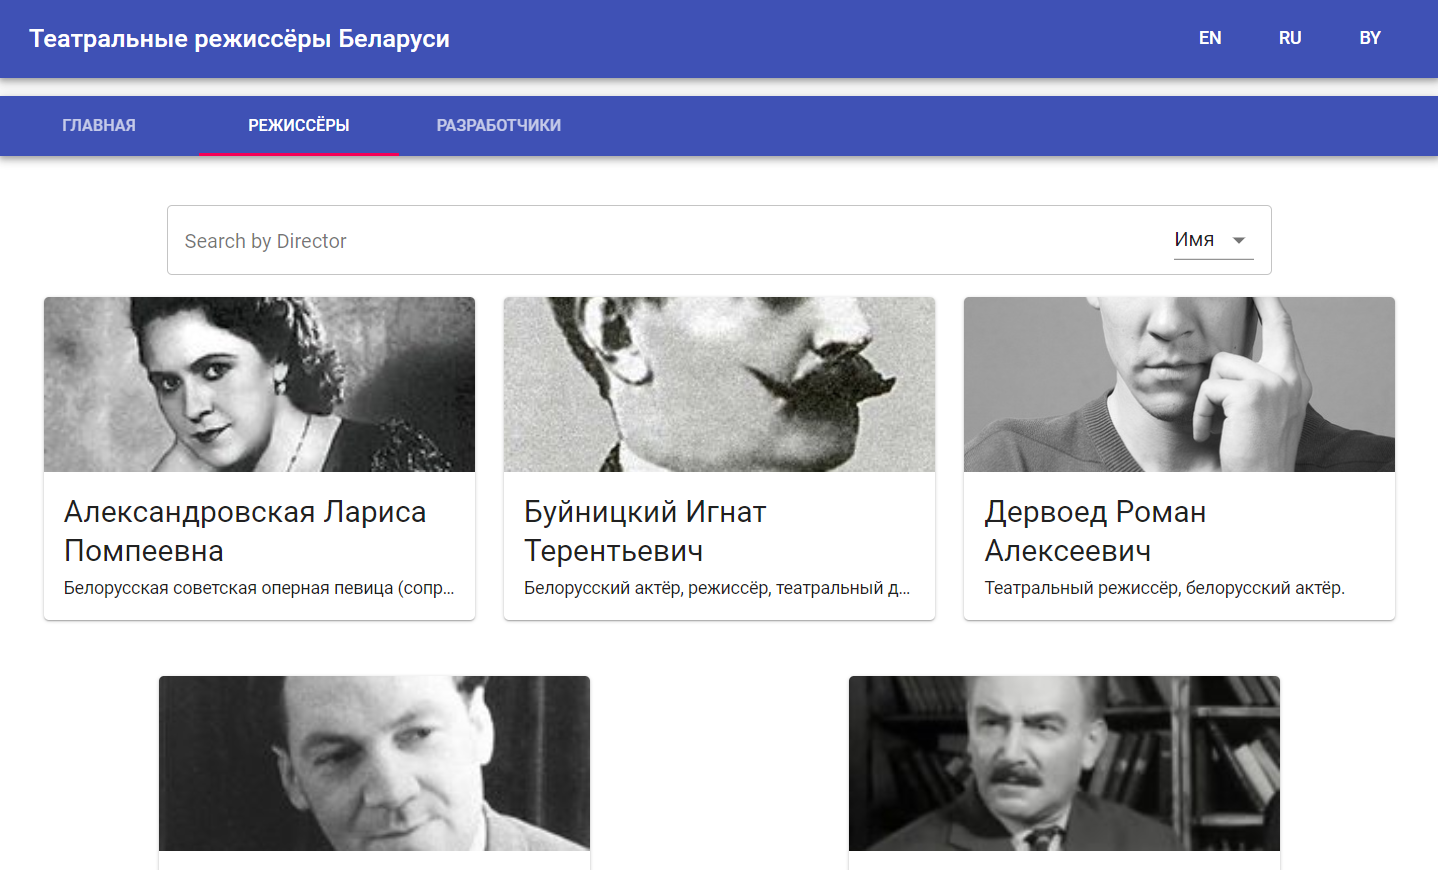 Театральные режиссёры Беларуси
EN RU BY
ГЛАВНАЯ РЕЖИССЁРЫ РАЗРАБОТЧИКИ
Search by Director
Имя
Александровская Лариса
Помпеевна
Белорусская советская оперная певица (сопр...
Буйницкий Игнат
Терентьевич
Белорусский актёр, режиссёр, театральный д...
Дервоед Роман
Алексеевич
Театральный режиссёр, белорусский актёр.